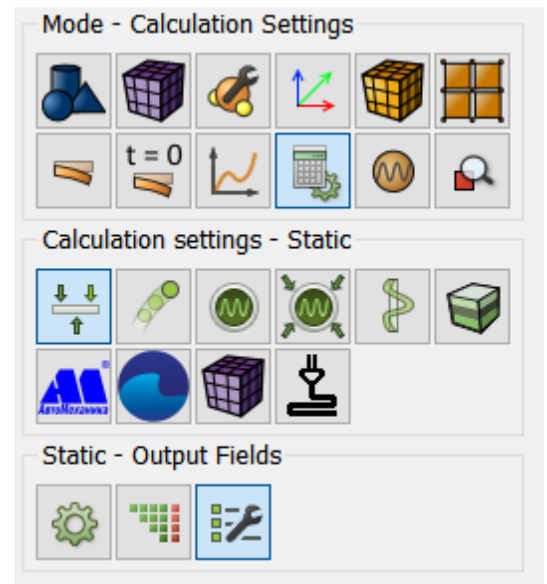 Mode - Calculation Settings
t = 0
Calculation settings - Static
АвтоМеханика
Static - Output Fields